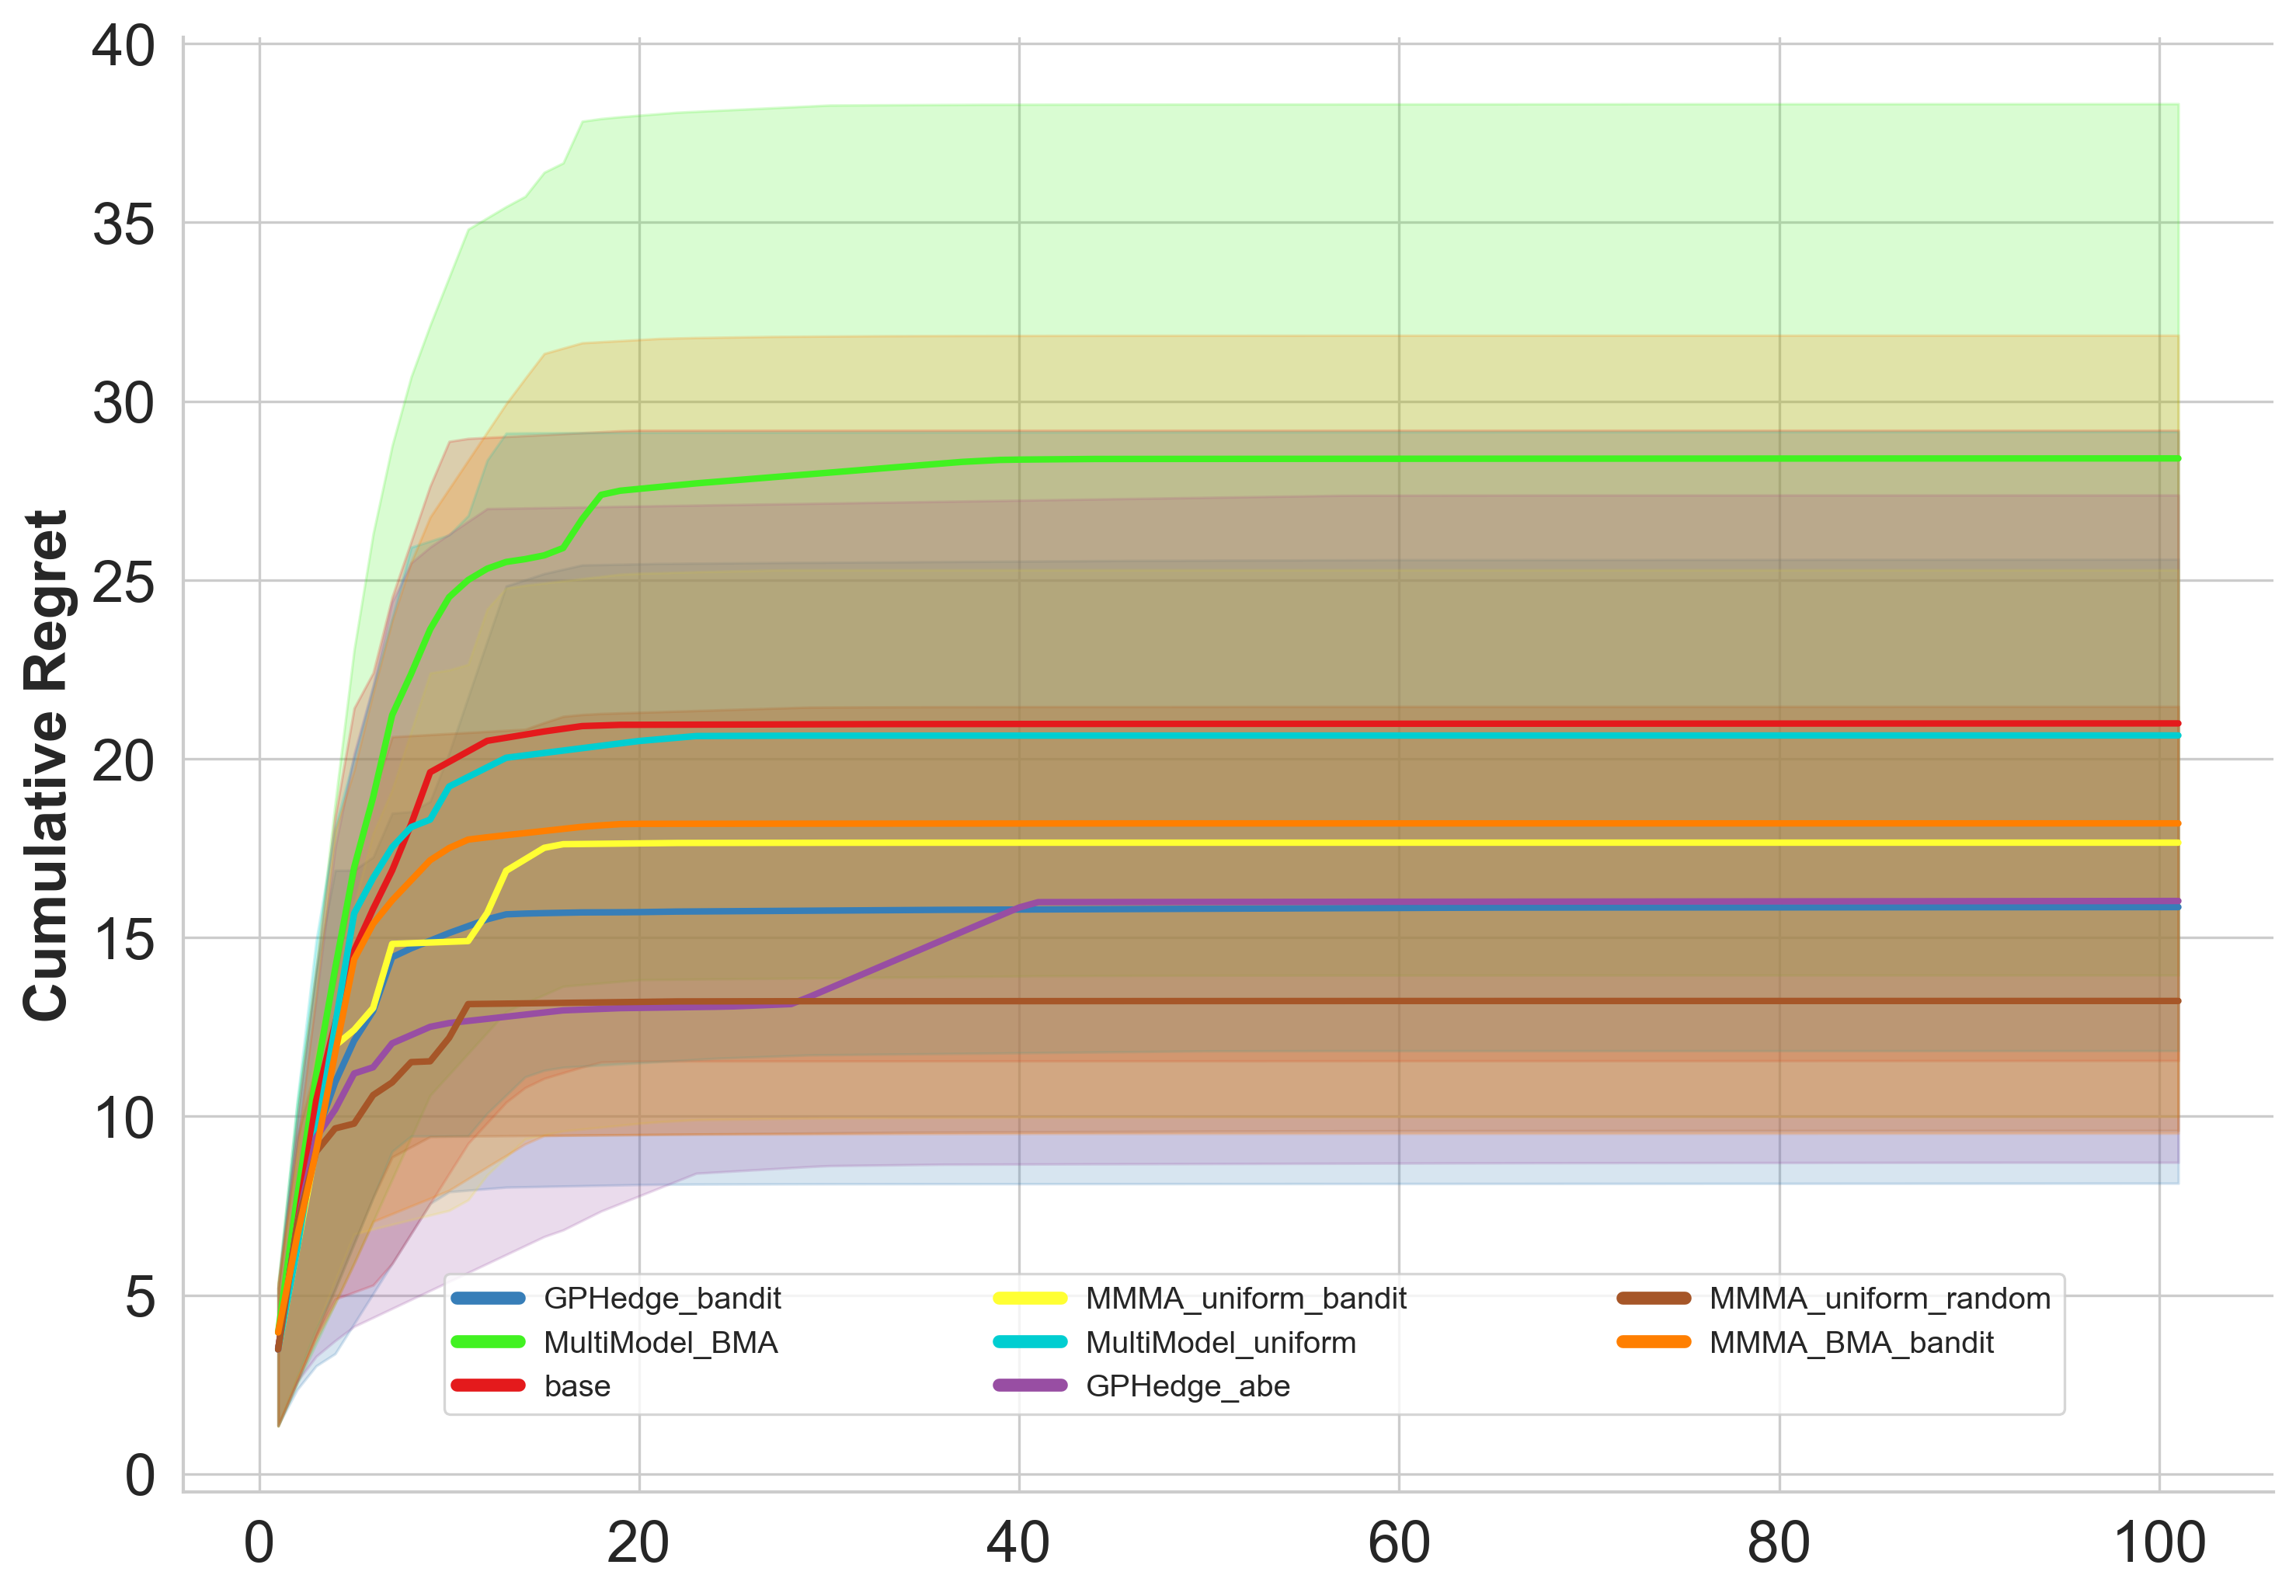 40
35
30
25
20
15
10
5
0
Cumulative Regret
GPHedge_bandit
MultiModel_BMA
base
MMMA_uniform_bandit
MultiModel_uniform
GPHedge_abe
MMMA_uniform_random
MMMA_BMA_bandit
0 20 40 60 80 100